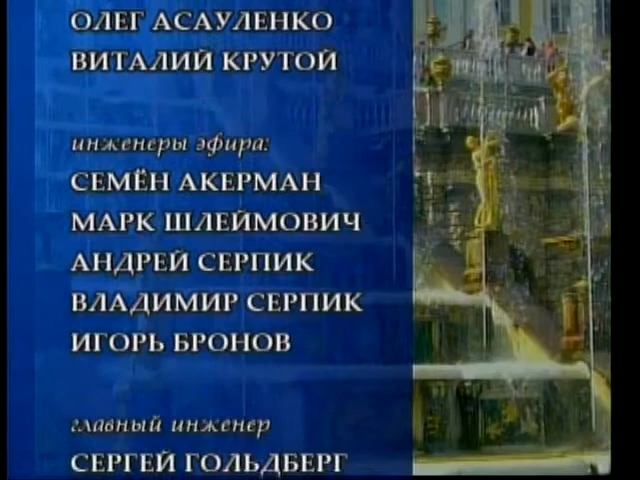 ОЛЕГ АСАУЛЕНКО
ВИТАЛИЙ КРУТОЙ
инженеры эфира:
СЕМЁН АКЕРМАН
МАРК ШЛЕЙМОВИЧ
АНДРЕЙ СЕРПИК
ВЛАДИМИР СЕРПИК
ИГОРЬ БРОНОВ
главный инженер
СЕРГЕЙ ГОЛЬДБЕРГ